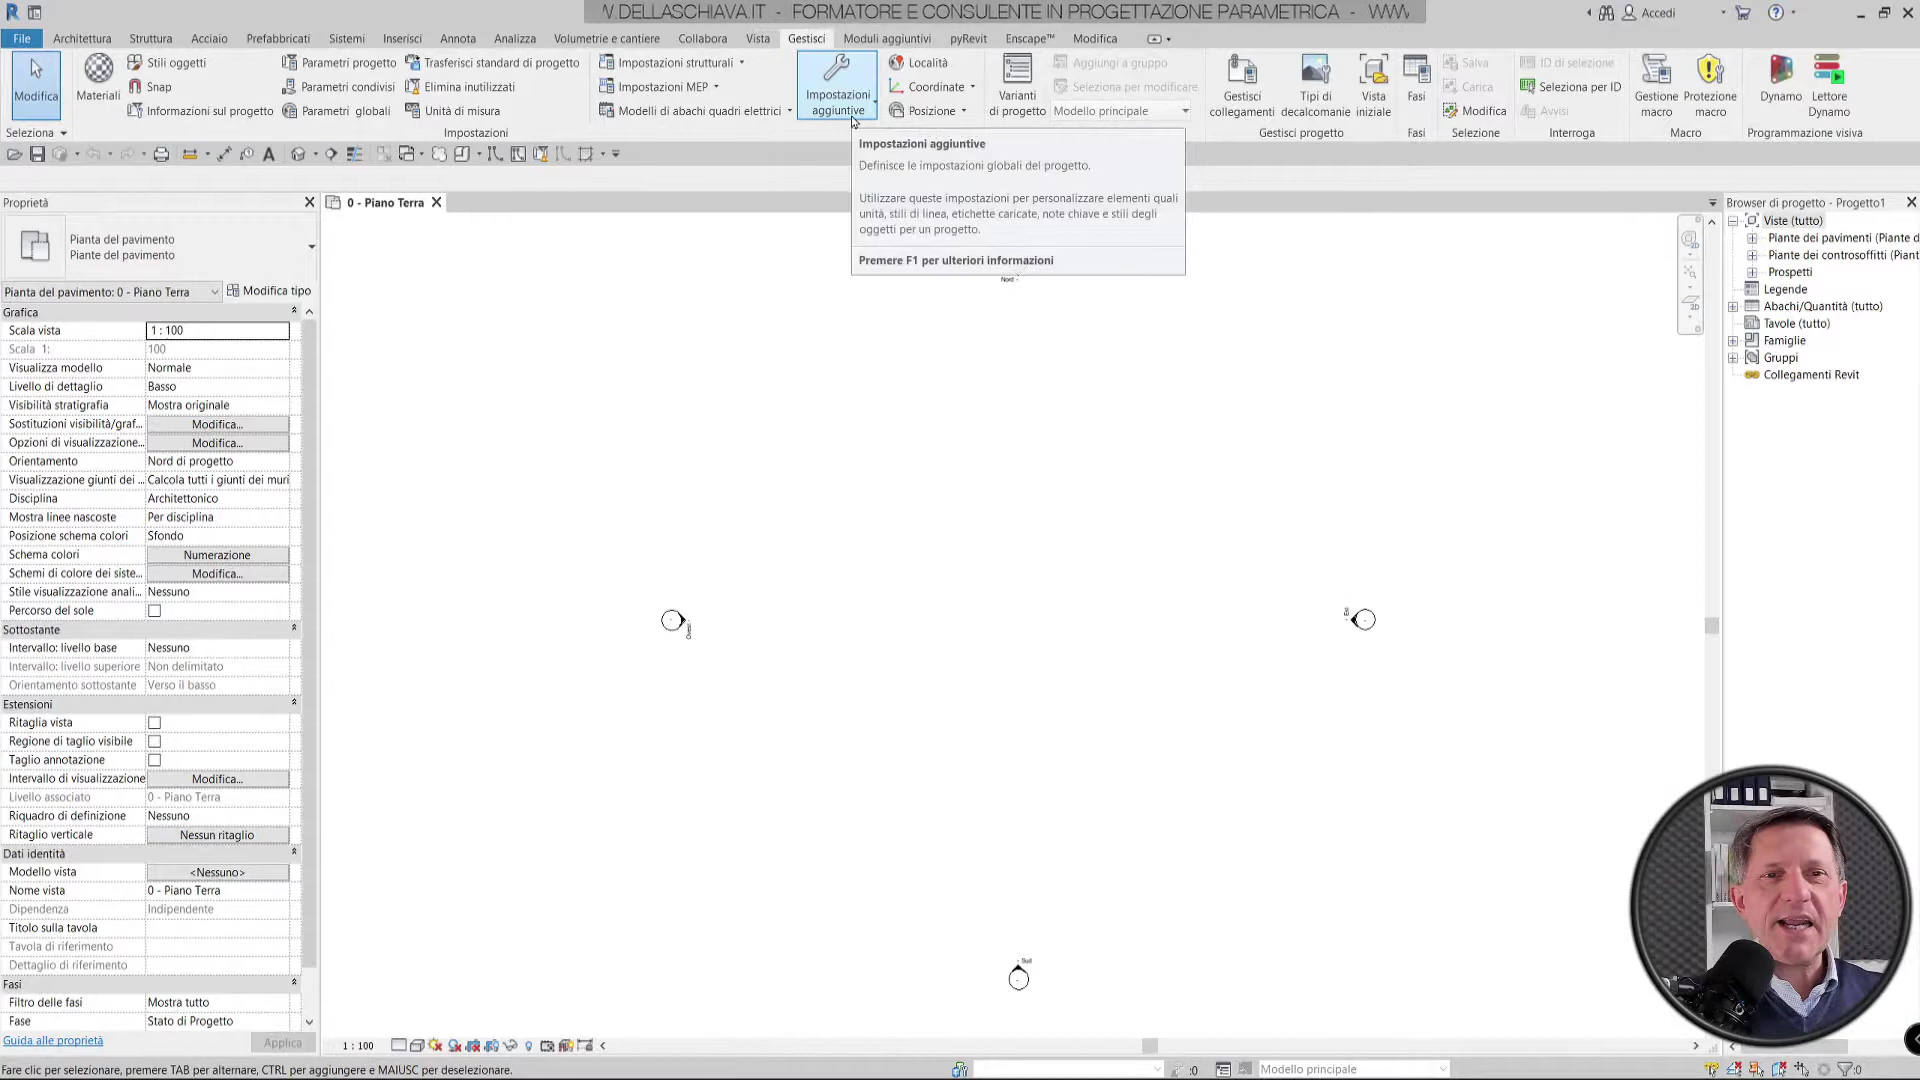 W.DELLASCHIAVA.IT - FORMATORE E CONSULENTE IN PROGETTAZIONE PARAMETRICA - WWW
Accedi
File Architettura Struttura Acciaio Prefabbricati Sistemi Inserisci Annota Analizza Volumetrie e cantiere Collabora Vista Gestisci Moduli aggiuntivi pyRevit Enscape™ Modifica
Modifica
Materiali
Stili oggetti
Snap
Informazioni sul progetto
Parametri progetto
Parametri condivisi
Parametri globali
Trasferisci standard di progetto
Elimina inutilizzati
Unità di misura
Impostazioni strutturali
Impostazioni MEP
Modelli di abachi quadri elettrici
Impostazioni
aggiuntive
Località
Coordinate
Posizione
Varianti
di progetto
Aggiungi a gruppo
Seleziona per modificare
Modello principale
Gestisci
collegamenti
Tipi di
decalcomanie
Vista
iniziale
Fasi
Salva
Carica
Modifica
ID di selezione
Seleziona per ID
Avvisi
Gestione
macro
Protezione
macro
Dynamo
Lettore
Dynamo
Seleziona
Impostazioni
Gestisci progetto
Fasi
Selezione
Interroga
Macro
Programmazione visiva
Impostazioni aggiuntive
Definisce le impostazioni globali del progetto.
Utilizzare queste impostazioni per personalizzare elementi quali
unità, stili di linea, etichette caricate, note chiave e stili degli
oggetti per un progetto.
Premere F1 per ulteriori informazioni
Proprietà
Pianta del pavimento
Piante del pavimento
Pianta del pavimento: 0 - Piano Terra
Modifica tipo
Grafica
Scala vista 1 : 100
Scala 1: 100
Visualizza modello Normale
Livello di dettaglio Basso
Visibilità stratigrafia Mostra originale
Sostituzioni visibilità/graf... Modifica...
Opzioni di visualizzazione... Modifica...
Orientamento Nord di progetto
Visualizzazione giunti dei ... Calcola tutti i giunti dei muri
Disciplina Architettonico
Mostra linee nascoste Per disciplina
Posizione schema colori Sfondo
Schema colori Numerazione
Schemi di colore dei siste... Modifica...
Stile visualizzazione anali... Nessuno
Percorso del sole
Sottostante
Intervallo: livello base Nessuno
Intervallo: livello superiore Non delimitato
Orientamento sottostante Verso il basso
Estensioni
Ritaglia vista
Regione di taglio visibile
Taglio annotazione
Intervallo di visualizzazione Modifica...
Livello associato 0 - Piano Terra
Riquadro di definizione Nessuno
Ritaglio verticale Nessun ritaglio
Dati identità
Modello vista <Nessuno>
Nome vista 0 - Piano Terra
Dipendenza Indipendente
Titolo sulla tavola
Tavola di riferimento
Dettaglio di riferimento
Fasi
Filtro delle fasi Mostra tutto
Fase Stato di Progetto
Guida alle proprietà
Applica
0 - Piano Terra
Nord -
Ovest -
- Est
- Sud
1 : 100
Browser di progetto - Progetto1
Viste (tutto)
Piante dei pavimenti (Piante d
Piante dei controsoffitti (Piant
Prospetti
Legende
Abachi/Quantità (tutto)
Tavole (tutto)
Famiglie
Gruppi
Collegamenti Revit
Fare clic per selezionare, premere TAB per alternare, CTRL per aggiungere e MAIUSC per deselezionare.
:0
Modello principale
:0